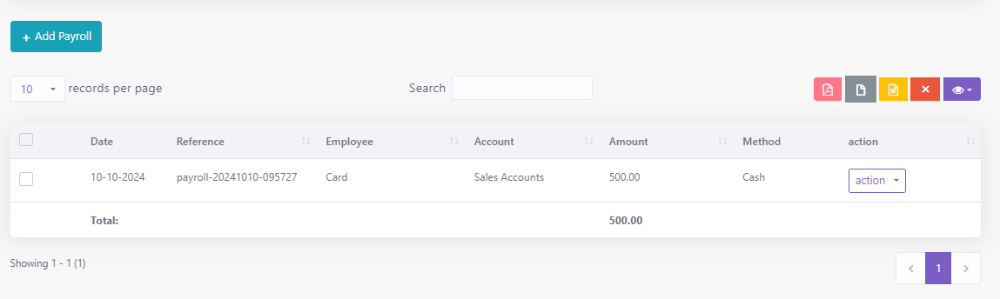 + Add Payroll
10 records per page Search
Date Reference Employee Account Amount Method action
10-10-2024 payroll-20241010-095727 Card Sales Accounts 500.00 Cash action
Total: 500.00
Showing 1 - 1 (1) < 1 >